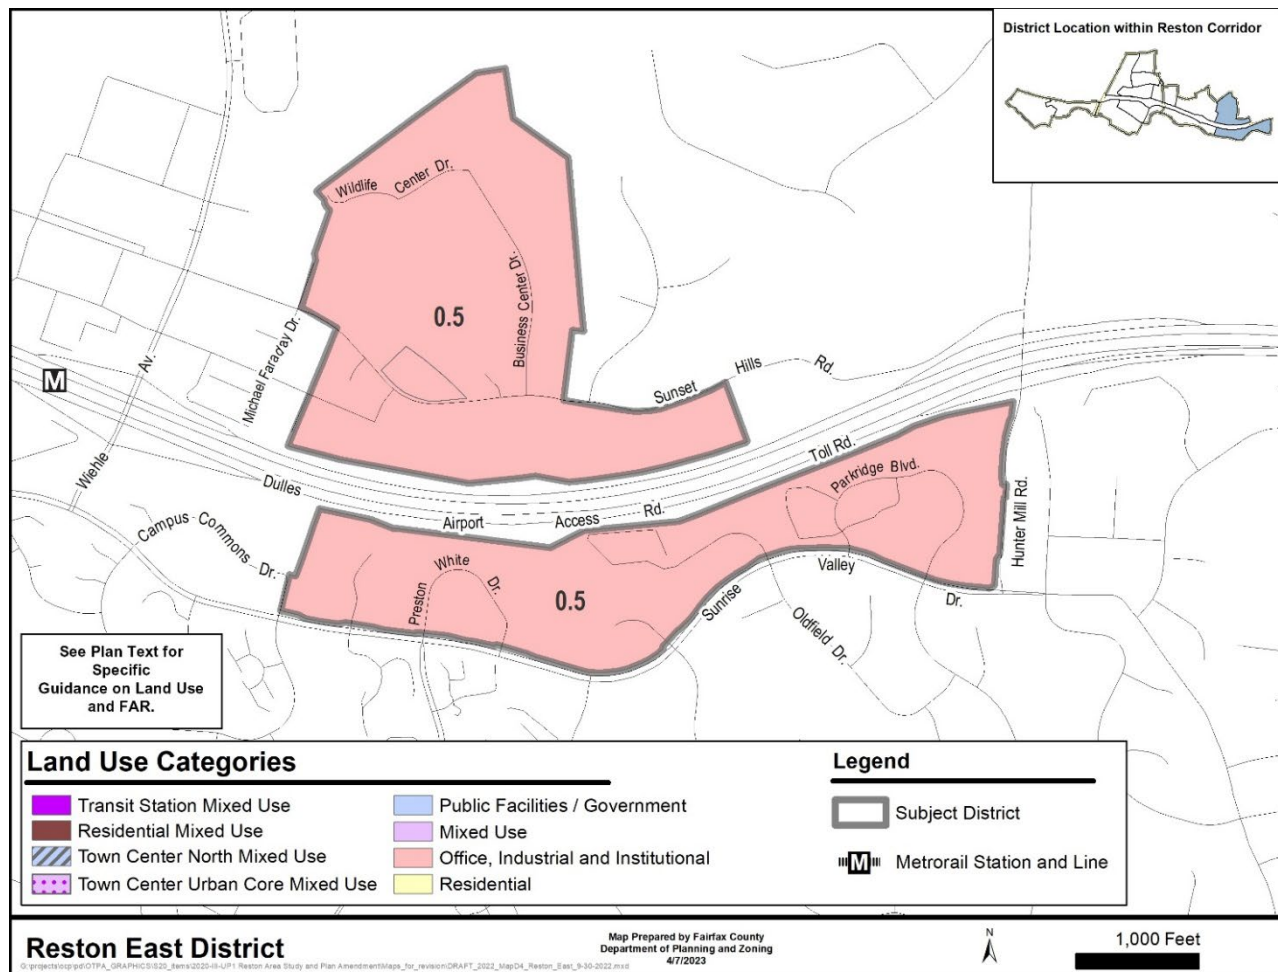 District Location within Reston Corridor
Wildlife Center Dr.
Business Center Dr.
0.5
Michael Faraday Dr.
Sunset Hills Rd.
M
Wiehle Av.
Dulles Airport Access Rd.
Toll Rd.
Parkridge Blvd.
Hunter Mill Rd.
Campus Commons Dr.
Preston White Dr.
0.5
Sunrise Valley Dr.
Oldfield Dr.
See Plan Text for
Specific
Guidance on Land Use
and FAR.
Land Use Categories
Transit Station Mixed Use
Residential Mixed Use
Town Center North Mixed Use
Town Center Urban Core Mixed Use
Public Facilities / Government
Mixed Use
Office, Industrial and Institutional
Residential
Legend
Subject District
M
Metrorail Station and Line
Reston East District
Map Prepared by Fairfax County
Department of Planning and Zoning
4/7/2023
N
1,000 Feet